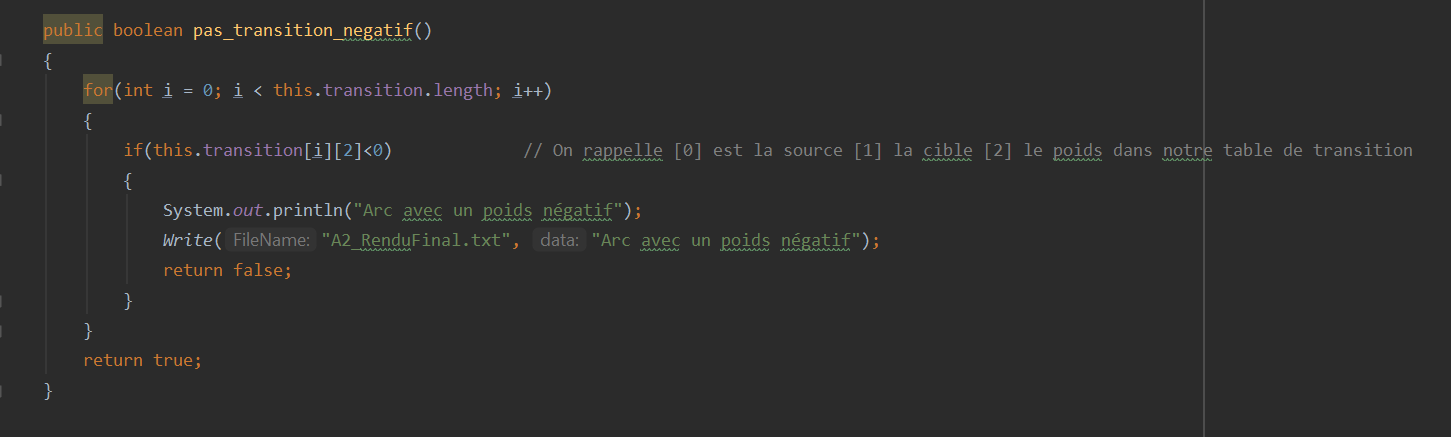 public boolean pas_transition_negatif()
{
for(int i = 0; i < this.transition.length; i++)
{
if(this.transition[i][2]<0) // On rappelle [0] est la source [1] la cible [2] le poids dans notre table de transition
{
System.out.println("Arc avec un poids négatif");
Write( FileName: "A2_RenduFinal.txt", data: "Arc avec un poids négatif");
return false;
}
}
return true;
}